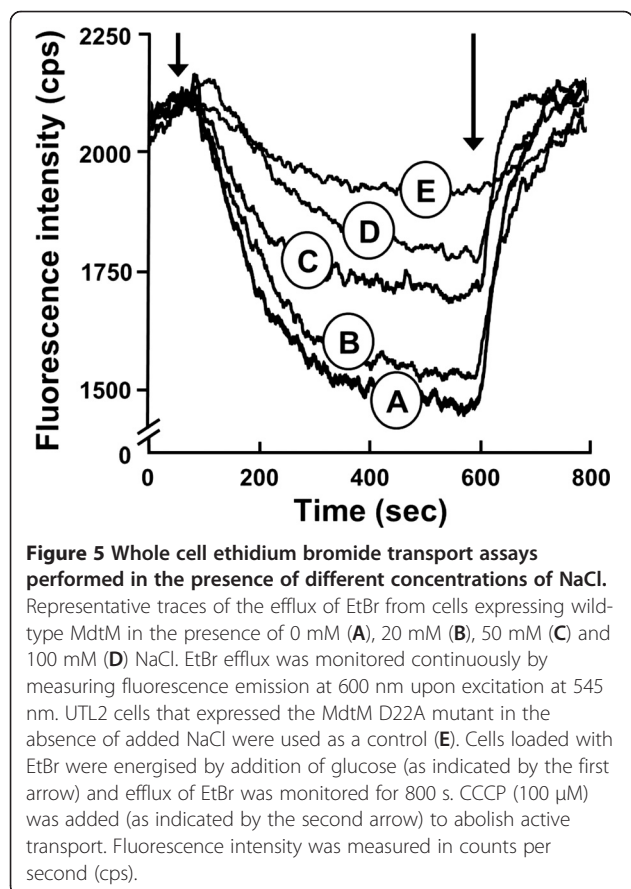 2250
2000
1750
1500
0
Fluorescence intensity (cps)
E
D
C
B
A
0 200 400 600 800
Time (sec)
Figure 5 Whole cell ethidium bromide transport assays
performed in the presence of different concentrations of NaCl.
Representative traces of the efflux of EtBr from cells expressing wild-
type MdtM in the presence of 0 mM (A), 20 mM (B), 50 mM (C) and
100 mM (D) NaCl. EtBr efflux was monitored continuously by
measuring fluorescence emission at 600 nm upon excitation at 545
nm. UTL2 cells that expressed the MdtM D22A mutant in the
absence of added NaCl were used as a control (E). Cells loaded with
EtBr were energised by addition of glucose (as indicated by the first
arrow) and efflux of EtBr was monitored for 800 s. CCCP (100 μM)
was added (as indicated by the second arrow) to abolish active
transport. Fluorescence intensity was measured in counts per
second (cps).